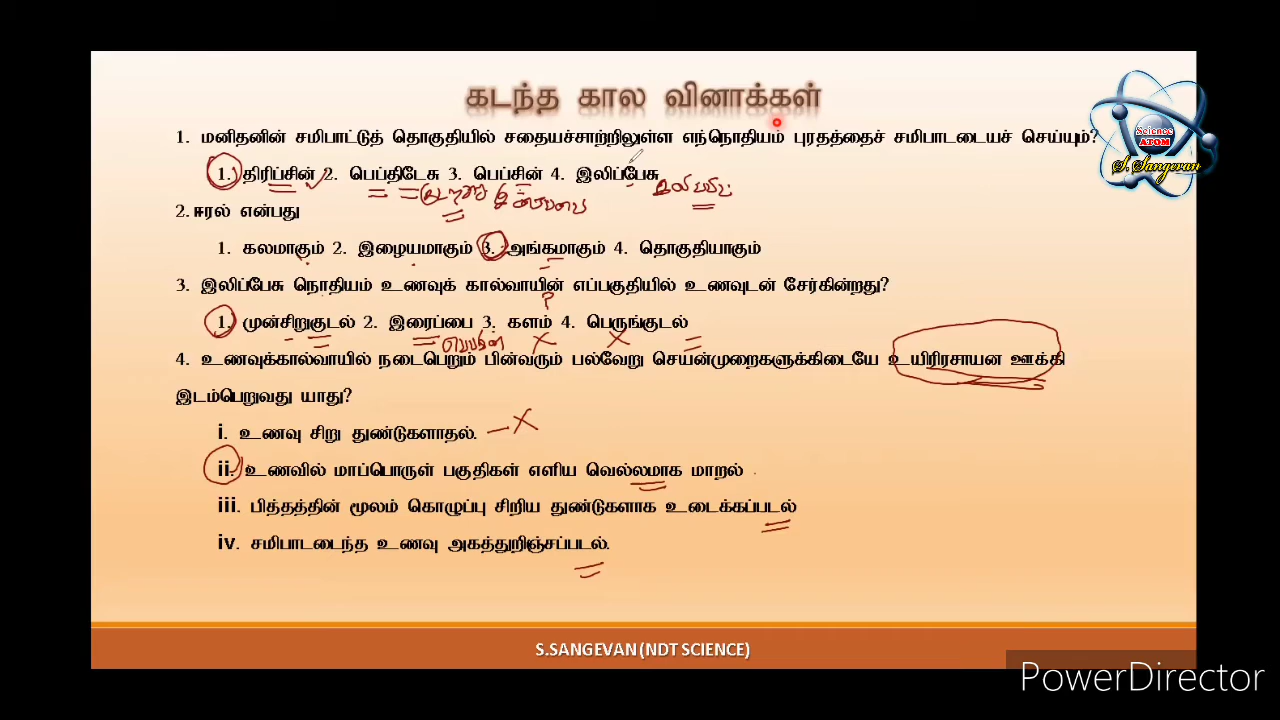 கடந்த கால வினாக்கள்
1. மனிதனின் சமிபாட்டுத் தொகுதியில் சதையச்சாற்றிலுள்ள எந்நொதியம் புரதத்தைச் சமிபாடடையச் செய்யும்?
1. திரிப்சின் 2. பெப்திடேசு 3. பெப்சின் 4. இலிப்பேசு
2. ஈரல் என்பது
1. கலமாகும் 2. இழையமாகும் 3. அங்கமாகும் 4. தொகுதியாகும்
3. இலிப்பேசு நொதியம் உணவுக் கால்வாயின் எப்பகுதியில் உணவுடன் சேர்கின்றது?
1. முன்சிறுகுடல் 2. இரைப்பை 3. களம் 4. பெருங்குடல்
4. உணவுக்கால்வாயில் நடைபெறும் பின்வரும் பல்வேறு செயன்முறைகளுக்கிடையே உயிரிரசாயன ஊக்கி
இடம்பெறுவது யாது?
i. உணவு சிறு துண்டுகளாதல்.
ii. உணவில் மாப்பொருள் பகுதிகள் எளிய வெல்லமாக மாறல்
iii. பித்தத்தின் மூலம் கொழுப்பு சிறிய துண்டுகளாக உடைக்கப்படல்
iv. சமிபாடடைந்த உணவு அகத்துறிஞ்சப்படல்.
S.SANGEVAN (NDT SCIENCE)
Science
ATOM
S. Sangevan
PowerDirector